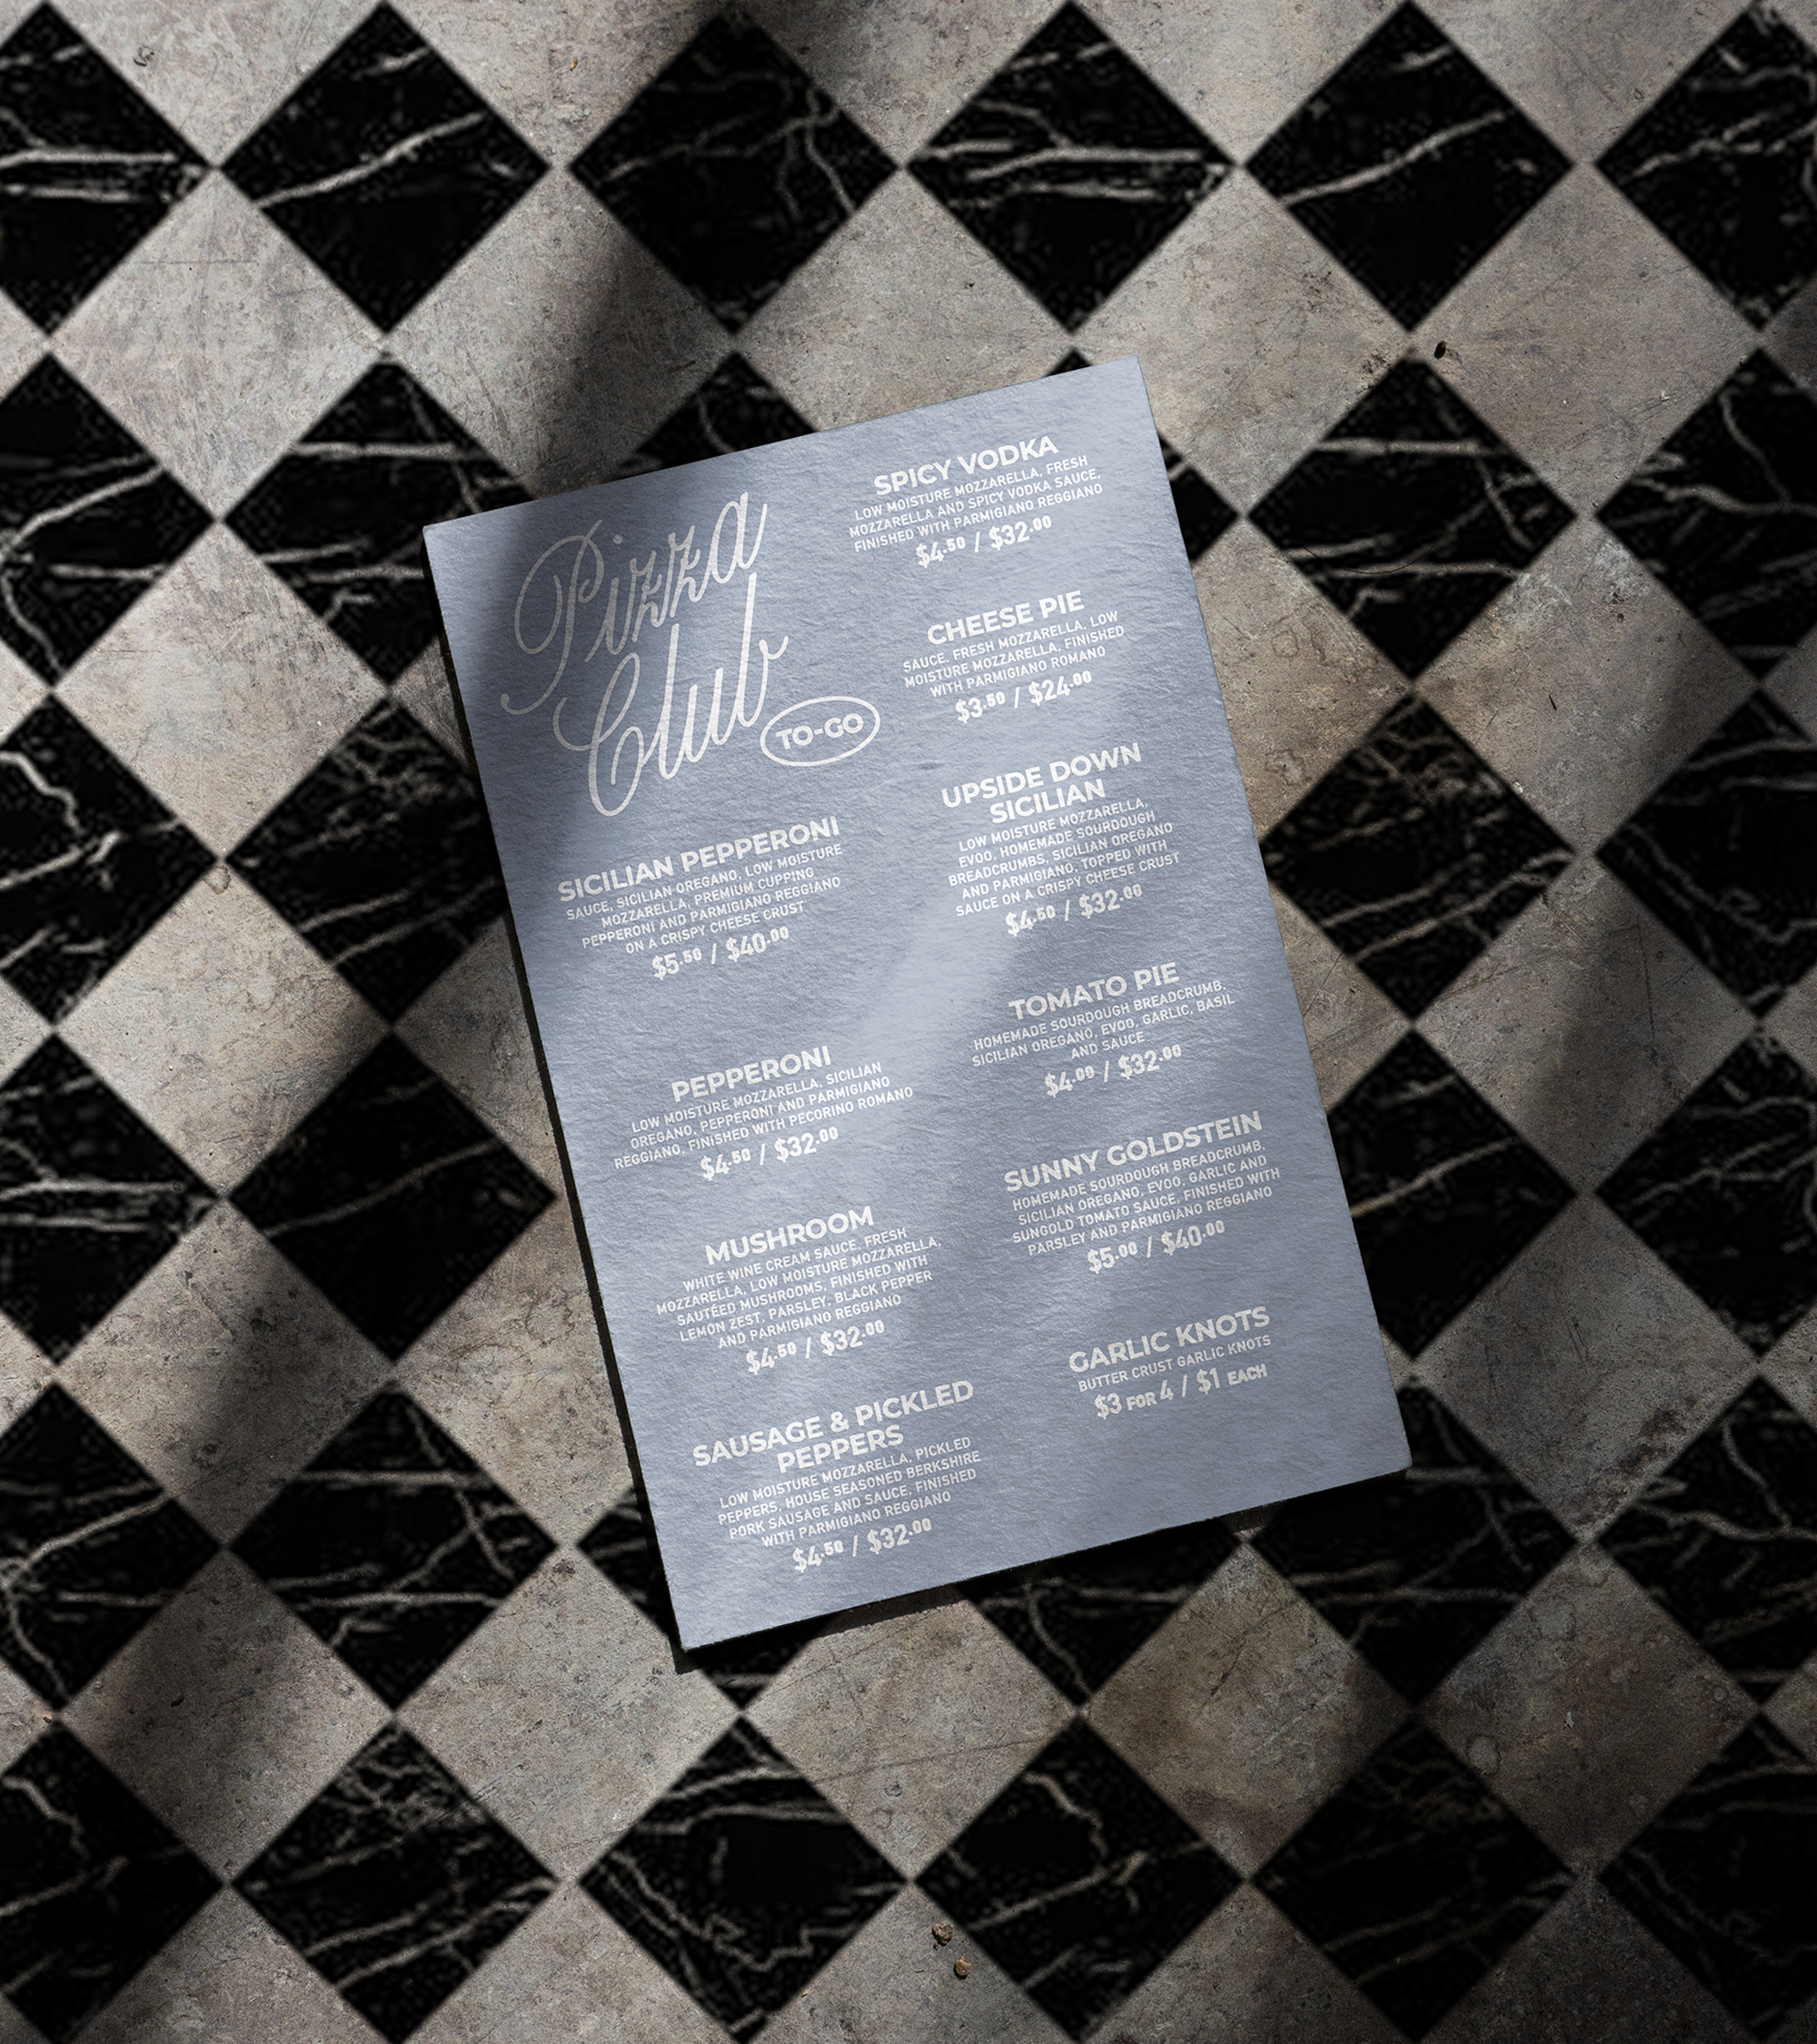 Pizza
Club
TO-GO
SICILIAN PEPPERONI
SAUCE, SICILIAN OREGANO, LOW MOISTURE
MOZZARELLA, PREMIUM CUPPING
PEPPERONI AND PARMIGIANO REGGIANO
ON A CRISPY CHEESE CRUST
$5.50 / $40.00
PEPPERONI
LOW MOISTURE MOZZARELLA, SICILIAN
OREGANO, PEPPERONI AND PARMIGIANO
REGGIANO, FINISHED WITH PECORINO ROMANO
$4.50 / $32.00
MUSHROOM
WHITE WINE CREAM SAUCE, FRESH
MOZZARELLA, LOW MOISTURE MOZZARELLA,
SAUTÉED MUSHROOMS, FINISHED WITH
LEMON ZEST, PARSLEY, BLACK PEPPER
AND PARMIGIANO REGGIANO
$4.50 / $32.00
SAUSAGE & PICKLED
PEPPERS
LOW MOISTURE MOZZARELLA, PICKLED
PEPPERS, HOUSE SEASONED BERKSHIRE
PORK SAUSAGE AND SAUCE, FINISHED
WITH PARMIGIANO REGGIANO
$4.50 / $32.00
SPICY VODKA
LOW MOISTURE MOZZARELLA, FRESH
MOZZARELLA AND SPICY VODKA SAUCE,
FINISHED WITH PARMIGIANO REGGIANO
$4.50 / $32.00
CHEESE PIE
SAUCE, FRESH MOZZARELLA, LOW
MOISTURE MOZZARELLA, FINISHED
WITH PARMIGIANO ROMANO
$3.50 / $24.00
UPSIDE DOWN
SICILIAN
LOW MOISTURE MOZZARELLA,
EVOO, HOMEMADE SOURDOUGH
BREADCRUMBS, SICILIAN OREGANO
AND PARMIGIANO, TOPPED WITH
SAUCE ON A CRISPY CHEESE CRUST
$4.50 / $32.00
TOMATO PIE
HOMEMADE SOURDOUGH BREADCRUMB,
SICILIAN OREGANO, EVOO, GARLIC, BASIL
AND SAUCE
$4.00 / $32.00
SUNNY GOLDSTEIN
HOMEMADE SOURDOUGH BREADCRUMB,
SICILIAN OREGANO, EVOO, GARLIC AND
SUNGOLD TOMATO SAUCE, FINISHED WITH
PARSLEY AND PARMIGIANO REGGIANO
$5.00 / $40.00
GARLIC KNOTS
BUTTER CRUST GARLIC KNOTS
$3 FOR 4 / $1 EACH